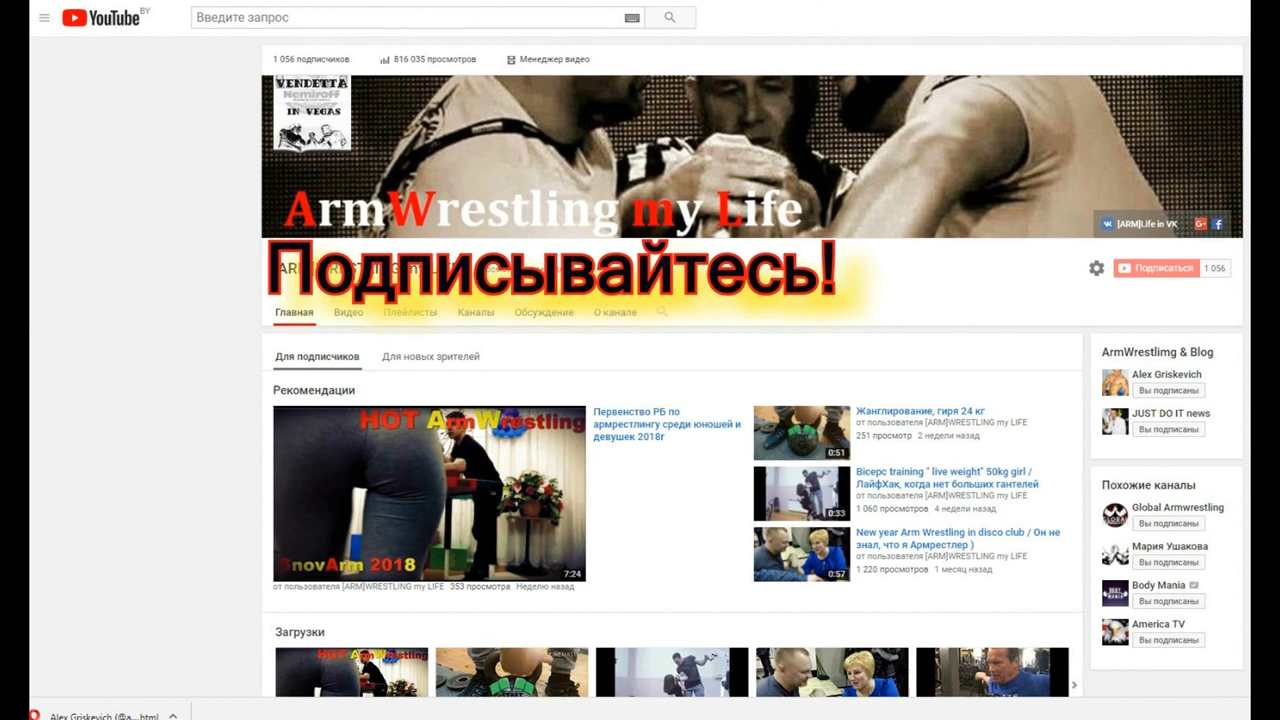 YouTube BY
Введите запрос
1 056 подписчиков 816 035 просмотров Менеджер видео
VENDETTA
Nemiroff
IN VEGAS
ArmWrestling my Life
[ARM]Life in VK
Подписывайтесь!
Подписаться 1 056
Главная Видео Плейлисты Каналы Обсуждение О канале
Для подписчиков Для новых зрителей
Рекомендации
HOT ArmWrestling
SnovArm 2018
7:24
Первенство РБ по
армрестлингу среди юношей и
девушек 2018г
от пользователя [ARM]WRESTLING my LIFE 353 просмотра Неделю назад
0:51
Жанглирование, гиря 24 кг
от пользователя [ARM]WRESTLING my LIFE
251 просмотр 2 недели назад
0:33
Bicepc training " live weight" 50kg girl /
ЛайфХак, когда нет больших гантелей
от пользователя [ARM]WRESTLING my LIFE
1 060 просмотров 4 недели назад
0:57
New year Arm Wrestling in disco club / Он не
знал, что я Армрестлер )
от пользователя [ARM]WRESTLING my LIFE
1 220 просмотров 1 месяц назад
ArmWrestlimg & Blog
Alex Griskevich
Вы подписаны
JUST DO IT news
Вы подписаны
Похожие каналы
Global Armwrestling
Вы подписаны
Мария Ушакова
Вы подписаны
Body Mania
Вы подписаны
America TV
Вы подписаны
Загрузки
HOT ArmWrestling
Alex Griskevich (@a....html